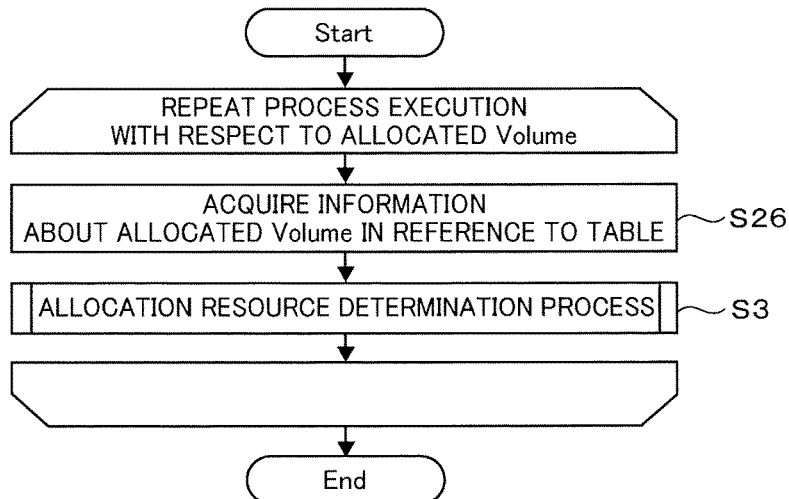 Start
REPEAT PROCESS EXECUTION
WITH RESPECT TO ALLOCATED Volume
ACQUIRE INFORMATION
ABOUT ALLOCATED Volume IN REFERENCE TO TABLE
S26
ALLOCATION RESOURCE DETERMINATION PROCESS
S3
End